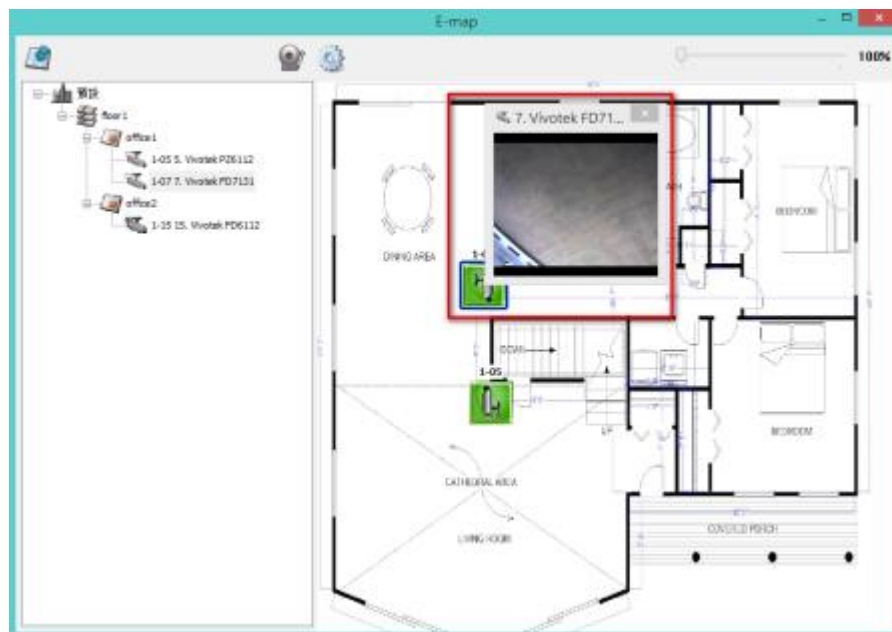 E-map
100%
floor1
office1
1-05 5. Vivotek PZ6112
1-07 7. Vivotek FD7131
office2
1-15 15. Vivotek FD6112
7. Vivotek FD71...
BEDROOM
DINING AREA
DOWN
1-05
UP
BEDROOM
CATHEDRAL AREA
LIVING ROOM
COVERED PORCH